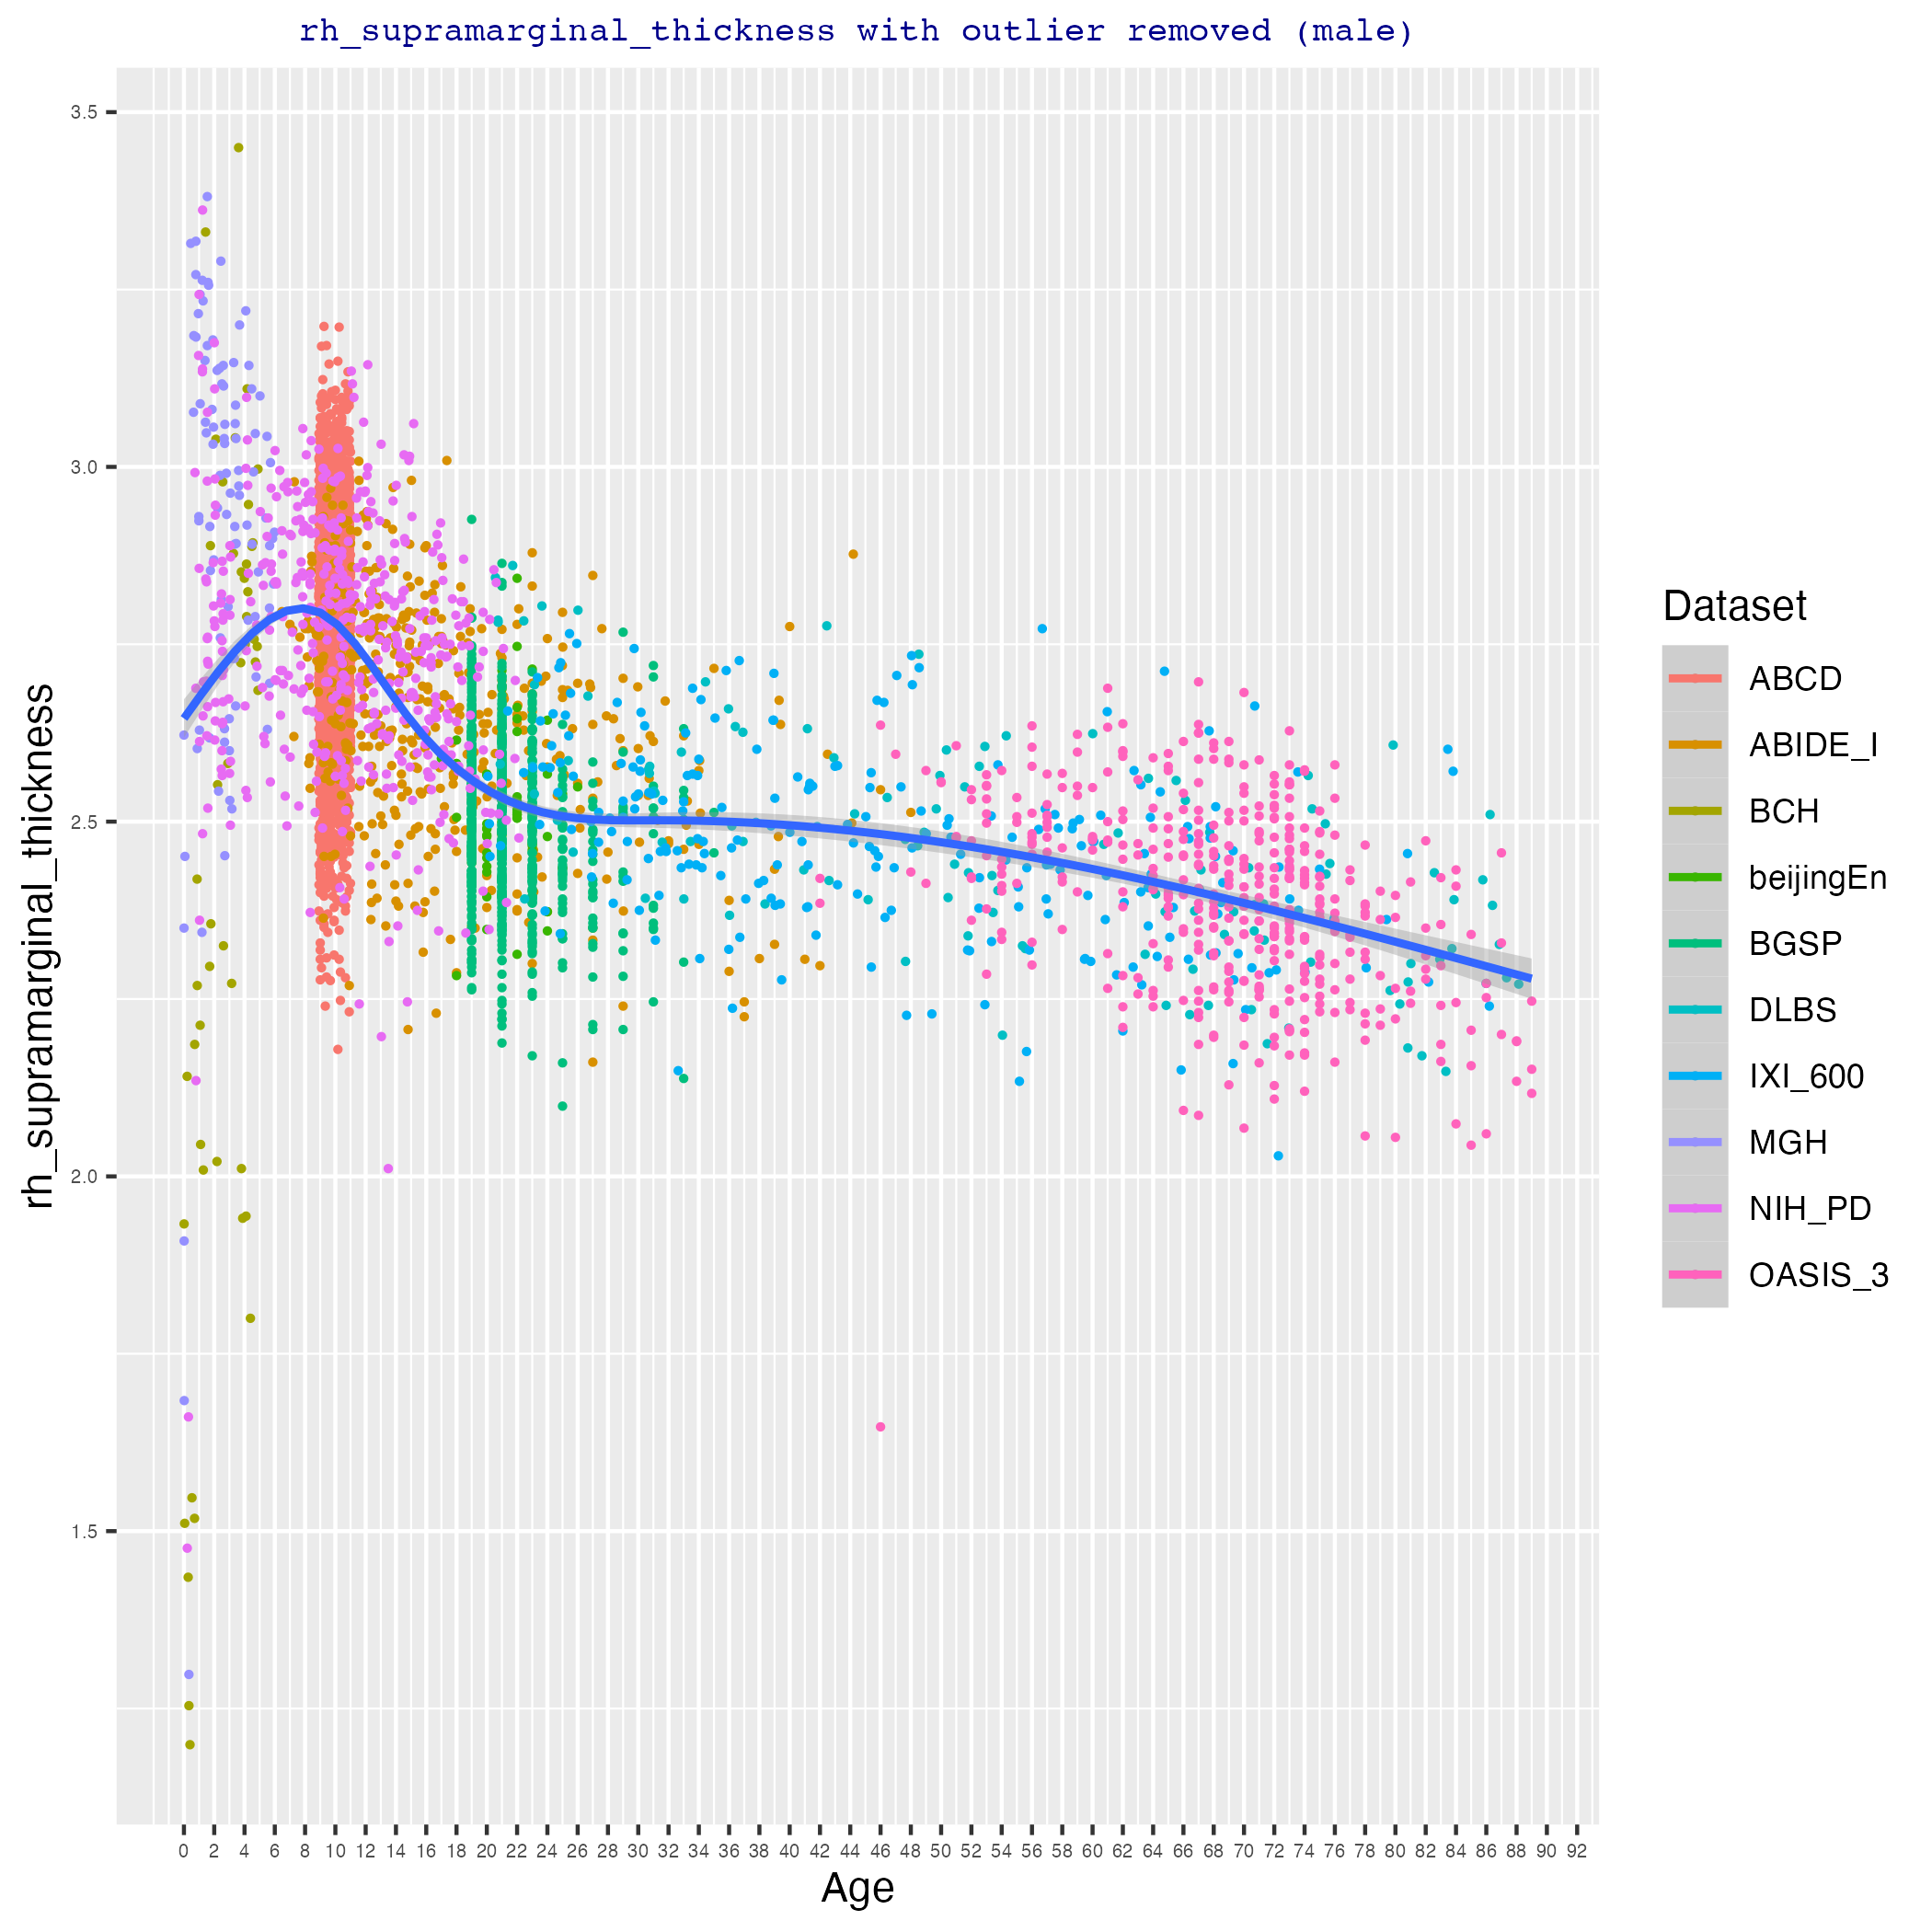 rh_supramarginal_thickness with outlier removed (male)
rh_supramarginal_thickness
3.5
3.0
2.5
2.0
1.5
0 2 4 6 8 10 12 14 16 18 20 22 24 26 28 30 32 34 36 38 40 42 44 46 48 50 52 54 56 58 60 62 64 66 68 70 72 74 76 78 80 82 84 86 88 90 92
Age
Dataset
ABCD
ABIDE_I
BCH
beijingEn
BGSP
DLBS
IXI_600
MGH
NIH_PD
OASIS_3